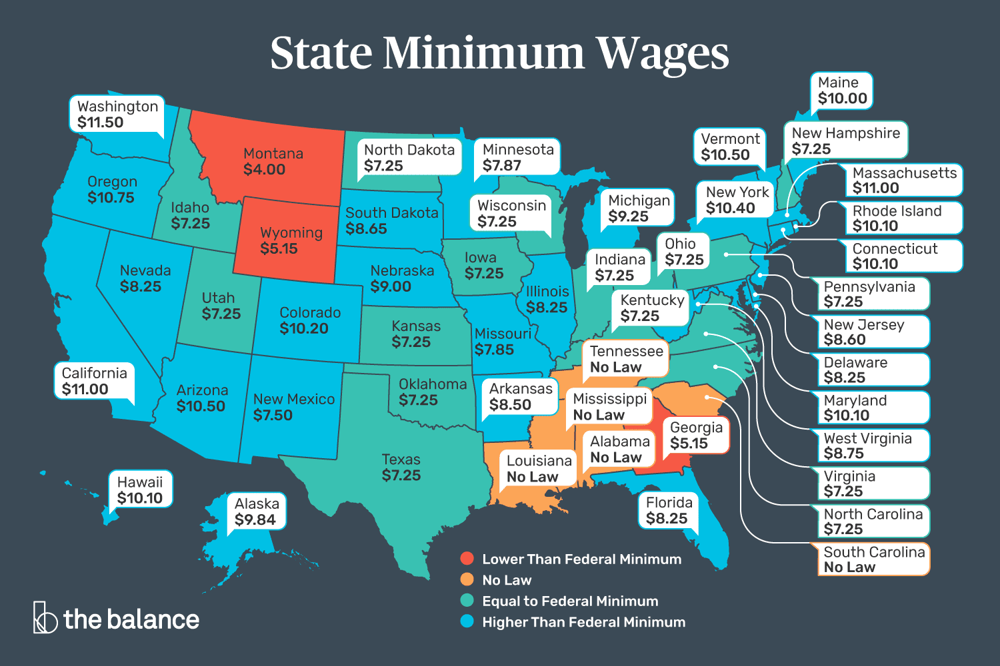 State Minimum Wages
Maine
$10.00
Washington
$11.50
New Hampshire
$7.25
Vermont
$10.50
North Dakota
$7.25
Minnesota
$7.87
Montana
$4.00
Massachusetts
$11.00
Oregon
$10.75
New York
$10.40
Michigan
$9.25
Idaho
$7.25
Wisconsin
$7.25
South Dakota
$8.65
Rhode Island
$10.10
Wyoming
$5.15
Ohio
$7.25
Connecticut
$10.10
Indiana
$7.25
Iowa
$7.25
Nevada
$8.25
Nebraska
$9.00
Pennsylvania
$7.25
Illinois
$8.25
Utah
$7.25
Kentucky
$7.25
Colorado
$10.20
New Jersey
$8.60
Kansas
$7.25
Missouri
$7.85
Tennessee
No Law
Delaware
$8.25
California
$11.00
Oklahoma
$7.25
Arizona
$10.50
Arkansas
$8.50
New Mexico
$7.50
Mississippi
No Law
Maryland
$10.10
Georgia
$5.15
West Virginia
$8.75
Alabama
No Law
Texas
$7.25
Louisiana
No Law
Virginia
$7.25
Hawaii
$10.10
Alaska
$9.84
Florida
$8.25
North Carolina
$7.25
South Carolina
No Law
Lower Than Federal Minimum
No Law
Equal to Federal Minimum
Higher Than Federal Minimum
b the balance